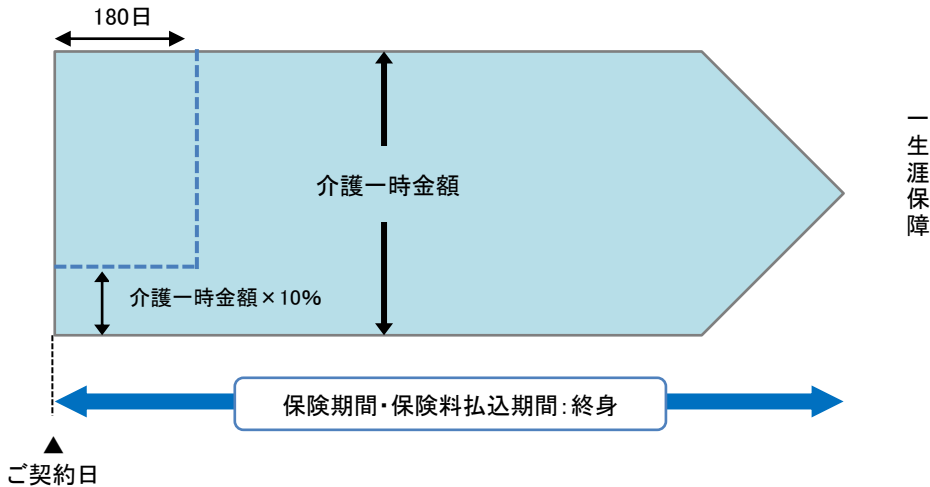 180日
介護一時金額
一生涯保障
介護一時金額×10%
保険期間・保険料払込期間：終身
▲
ご契約日